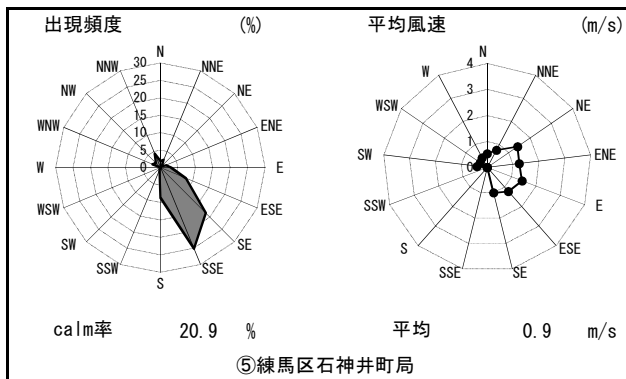 出現頻度 (%)
N
NNE
NE
ENE
E
ESE
SE
SSE
S
SSW
SW
WSW
W
WNW
NW
NNW
30
25
20
15
10
5
0
calm率 20.9 %
平均風速 (m/s)
N
NNE
NE
ENE
E
ESE
SE
SSE
S
SSW
SW
WSW
W
4
3
2
1
0
平均 0.9 m/s
⑤練馬区石神井町局